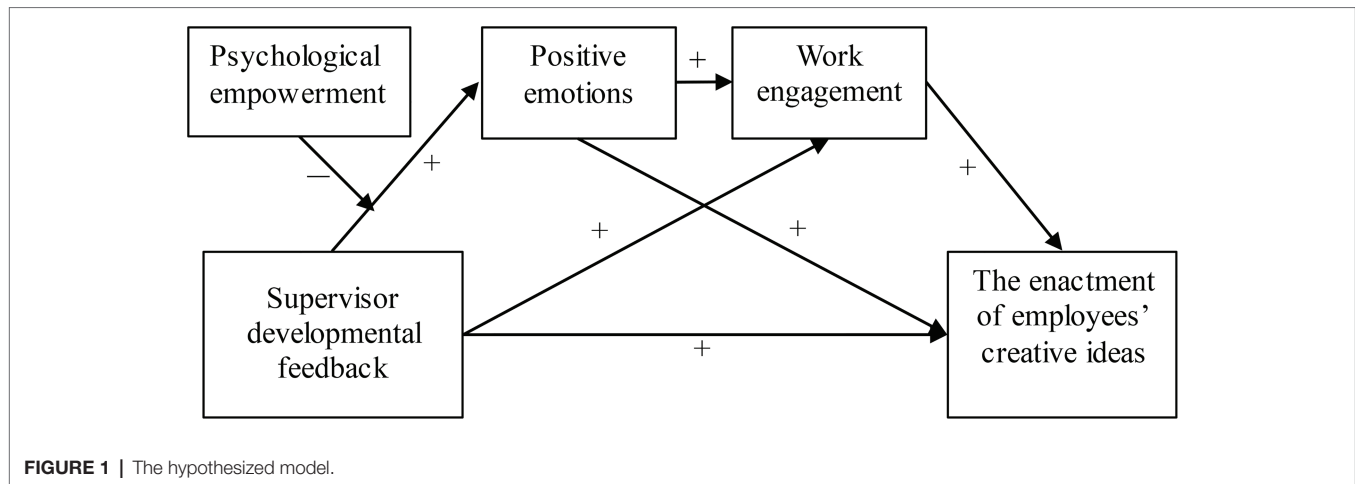 Psychological
empowerment
Positive
emotions
+
Work
engagement
—
+
+
+
+
Supervisor
developmental
feedback
+
The enactment
of employees’
creative ideas
FIGURE 1 | The hypothesized model.